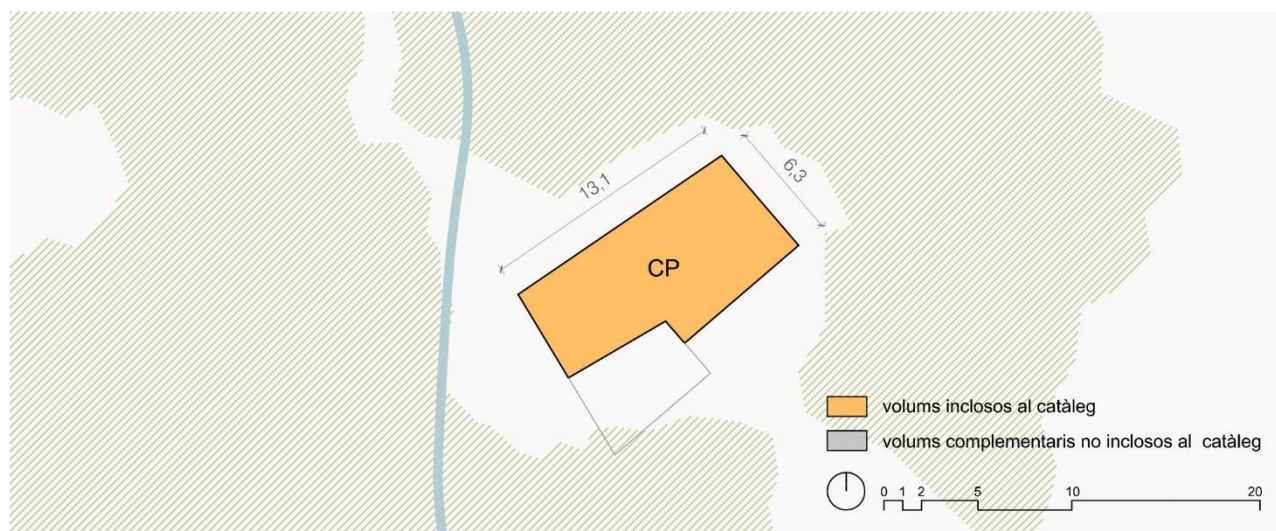 13,1
6,3
CP
volums inclosos al catàleg
volums complementaris no inclosos al catàleg
0 1 2 5 10 20